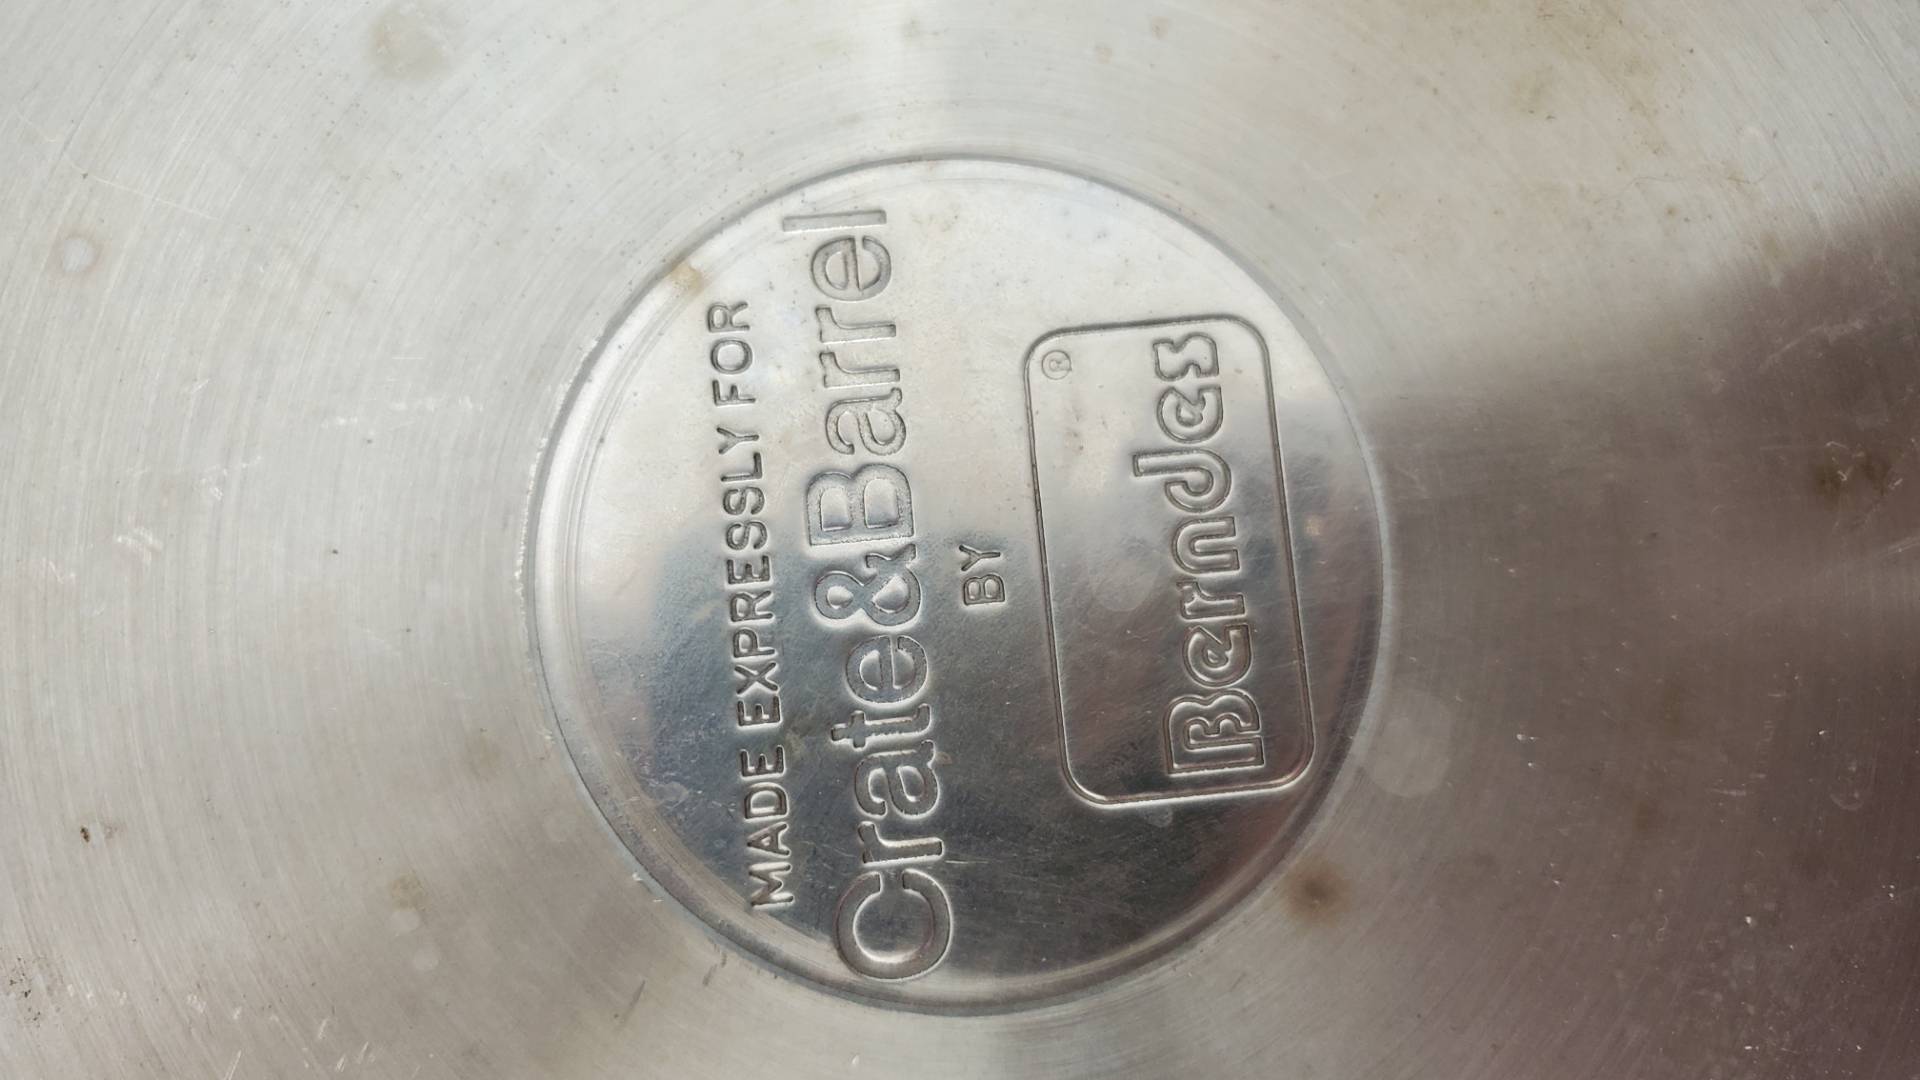 MADE EXPRESSLY FOR
Crate&Barrel
BY
Berndes
®